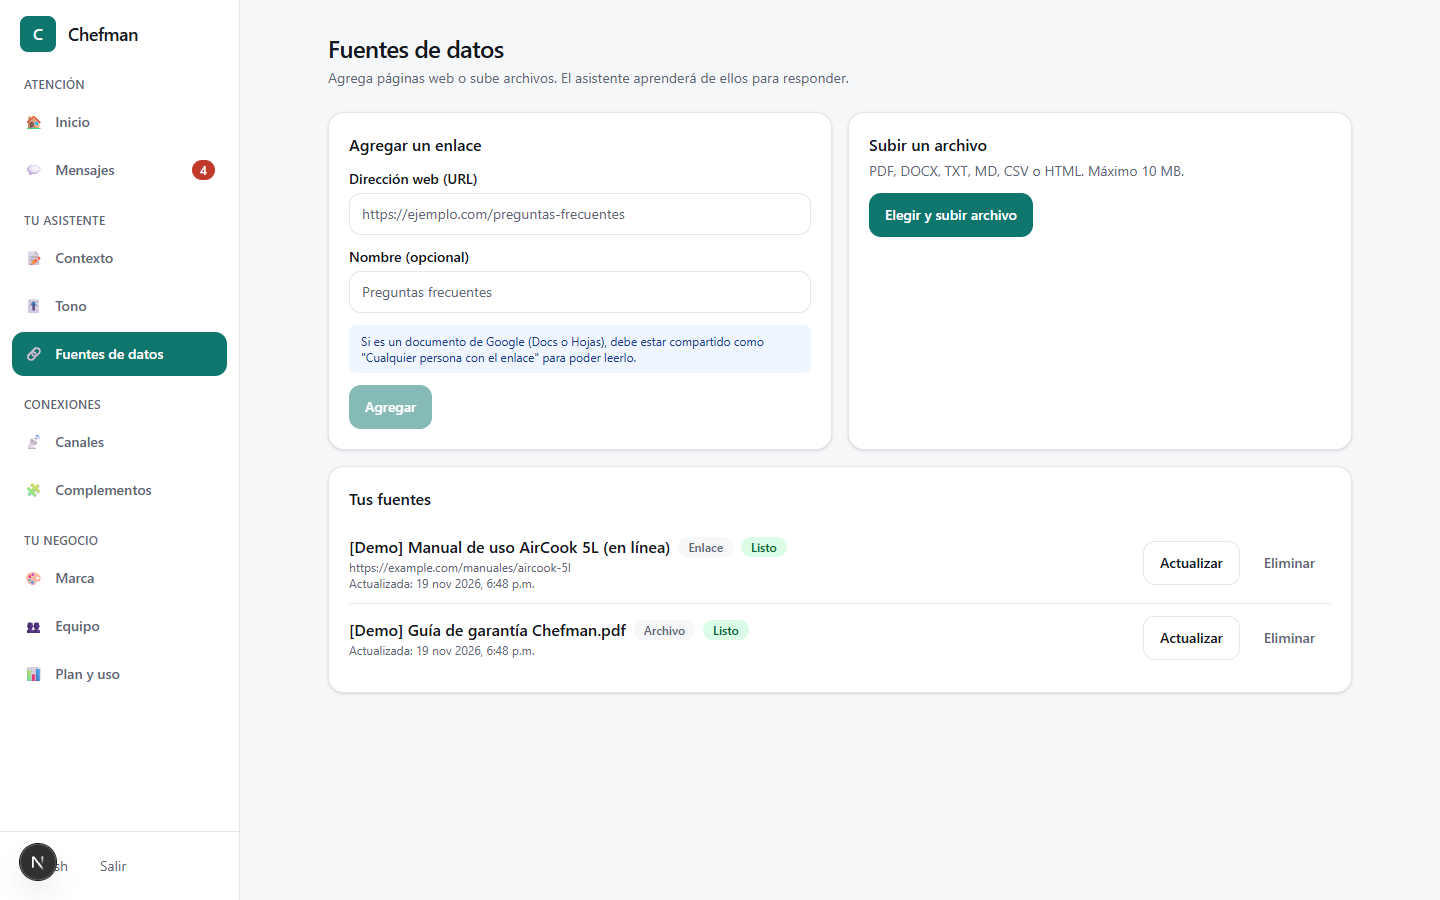 C
Chefman
ATENCIÓN
Inicio
Mensajes
4
TU ASISTENTE
Contexto
Tono
Fuentes de datos
CONEXIONES
Canales
Complementos
TU NEGOCIO
Marca
Equipo
Plan y uso
N
sh
Salir
Fuentes de datos
Agrega páginas web o sube archivos. El asistente aprenderá de ellos para responder.
Agregar un enlace
Dirección web (URL)
https://ejemplo.com/preguntas-frecuentes
Nombre (opcional)
Preguntas frecuentes
Si es un documento de Google (Docs o Hojas), debe estar compartido como
"Cualquier persona con el enlace" para poder leerlo.
Agregar
Subir un archivo
PDF, DOCX, TXT, MD, CSV o HTML. Máximo 10 MB.
Elegir y subir archivo
Tus fuentes
[Demo] Manual de uso AirCook 5L (en línea) Enlace Listo
https://example.com/manuales/aircook-5l
Actualizada: 19 nov 2026, 6:48 p.m.
Actualizar Eliminar
[Demo] Guía de garantía Chefman.pdf Archivo Listo
Actualizada: 19 nov 2026, 6:48 p.m.
Actualizar Eliminar